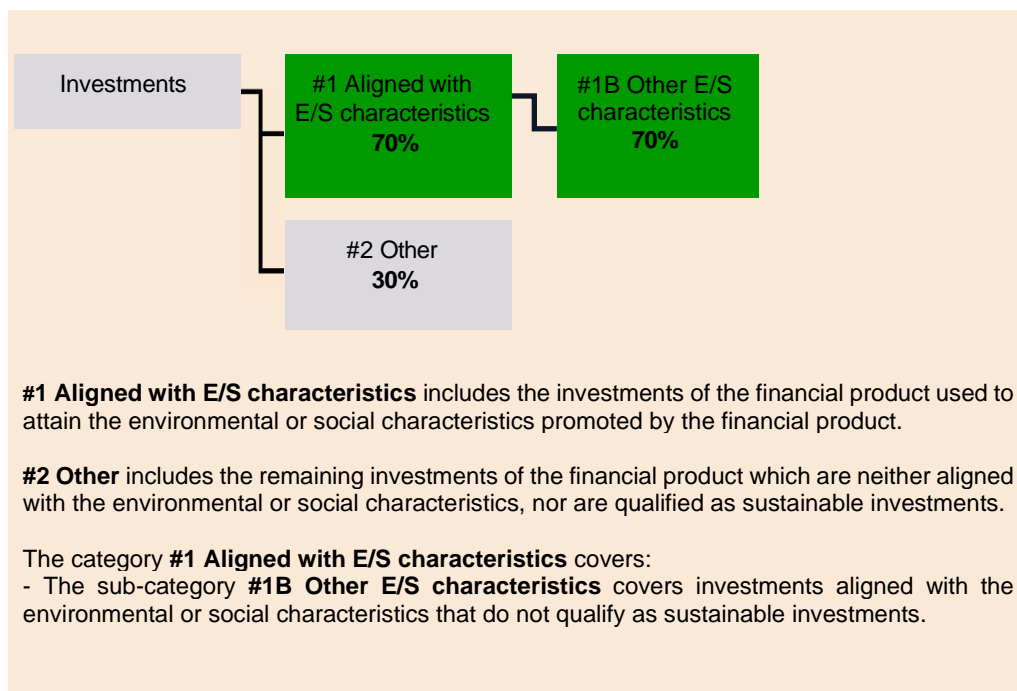 Investments
#1 Aligned with
E/S characteristics
70%
#1B Other E/S
characteristics
70%
#2 Other
30%
#1 Aligned with E/S characteristics includes the investments of the financial product used to
attain the environmental or social characteristics promoted by the financial product.
#2 Other includes the remaining investments of the financial product which are neither aligned
with the environmental or social characteristics, nor are qualified as sustainable investments.
The category #1 Aligned with E/S characteristics covers:
- The sub-category #1B Other E/S characteristics covers investments aligned with the
environmental or social characteristics that do not qualify as sustainable investments.